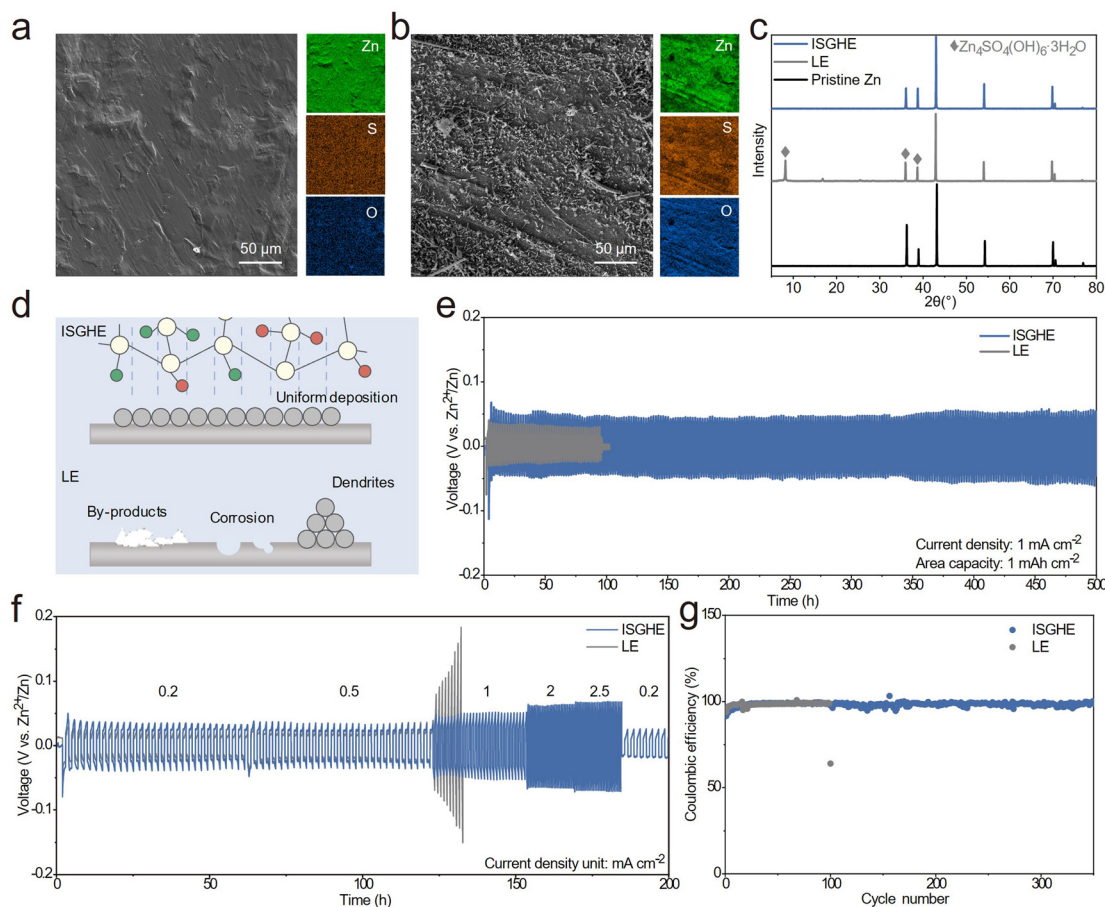 a
Zn
S
O
50 μm
b
Zn
S
O
50 μm
c
ISGHE
LE
Pristine Zn
◆Zn₄SO₄(OH)₆·3H₂O
Intensity
10 20 30 40 50 60 70 80
2θ(°)
d
ISGHE
Uniform deposition
LE
Dendrites
By-products
Corrosion
e
ISGHE
LE
Voltage (V vs. Zn²⁺/Zn)
0.2
0.1
0.0
-0.1
-0.2
Current density: 1 mA cm⁻²
Area capacity: 1 mAh cm⁻²
0 50 100 150 200 250 300 350 400 450 500
Time (h)
f
ISGHE
LE
Voltage (V vs. Zn²⁺/Zn)
0.2
0.1
0.0
-0.1
-0.2
0.2 0.5 1 2 2.5 0.2
Current density unit: mA cm⁻²
0 50 100 150 200
Time (h)
g
ISGHE
LE
Coulombic efficiency (%)
150
100
50
0
0 100 200 300
Cycle number